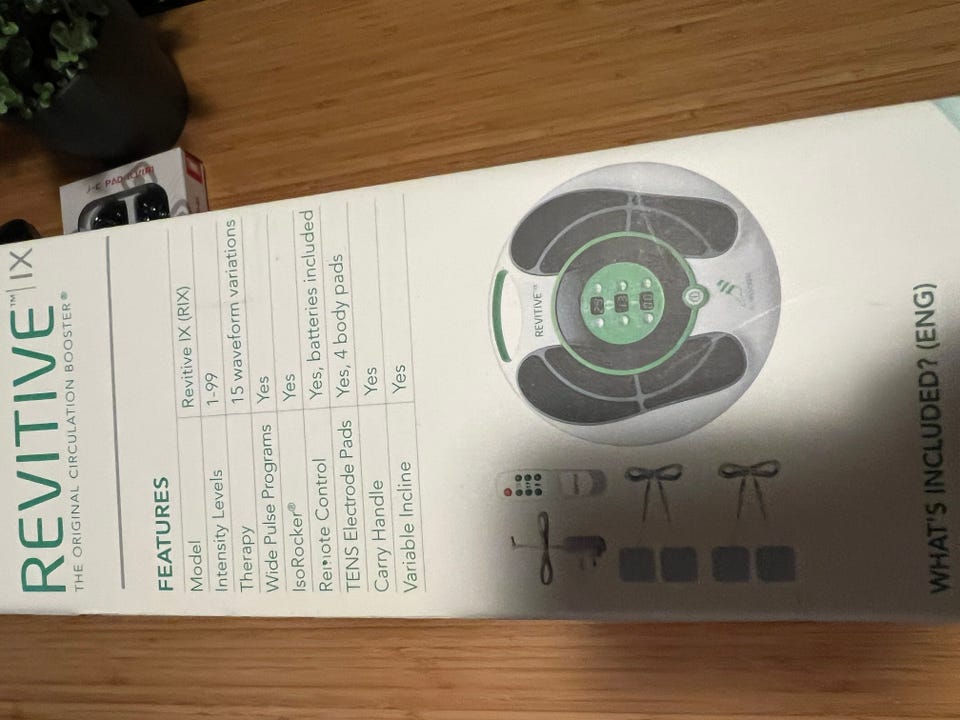 REVITIVE™ | IX
THE ORIGINAL CIRCULATION BOOSTER®
FEATURES
Model Revitive IX (RIX)
Intensity Levels 1-99
Therapy 15 waveform variations
Wide Pulse Programs Yes
IsoRocker® Yes
Remote Control Yes, batteries included
TENS Electrode Pads Yes, 4 body pads
Carry Handle Yes
Variable Incline Yes
REVITIVE™
WHAT'S INCLUDED? (ENG)